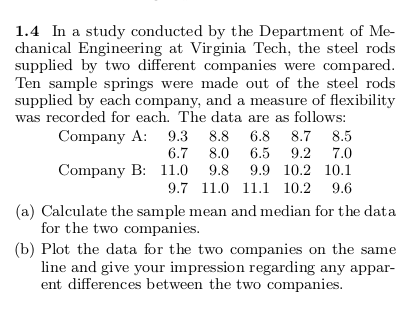 1.4 In a study conducted by the Department of Me-
chanical Engineering at Virginia Tech, the steel rods
supplied by two different companies were compared.
Ten sample springs were made out of the steel rods
supplied by each company, and a measure of flexibility
was recorded for each. The data are as follows:
Company A: 9.3 8.8 6.8 8.7 8.5
6.7 8.0 6.5 9.2 7.0
Company B: 11.0 9.8 9.9 10.2 10.1
9.7 11.0 11.1 10.2 9.6
(a) Calculate the sample mean and median for the data
for the two companies.
(b) Plot the data for the two companies on the same
line and give your impression regarding any appar-
ent differences between the two companies.